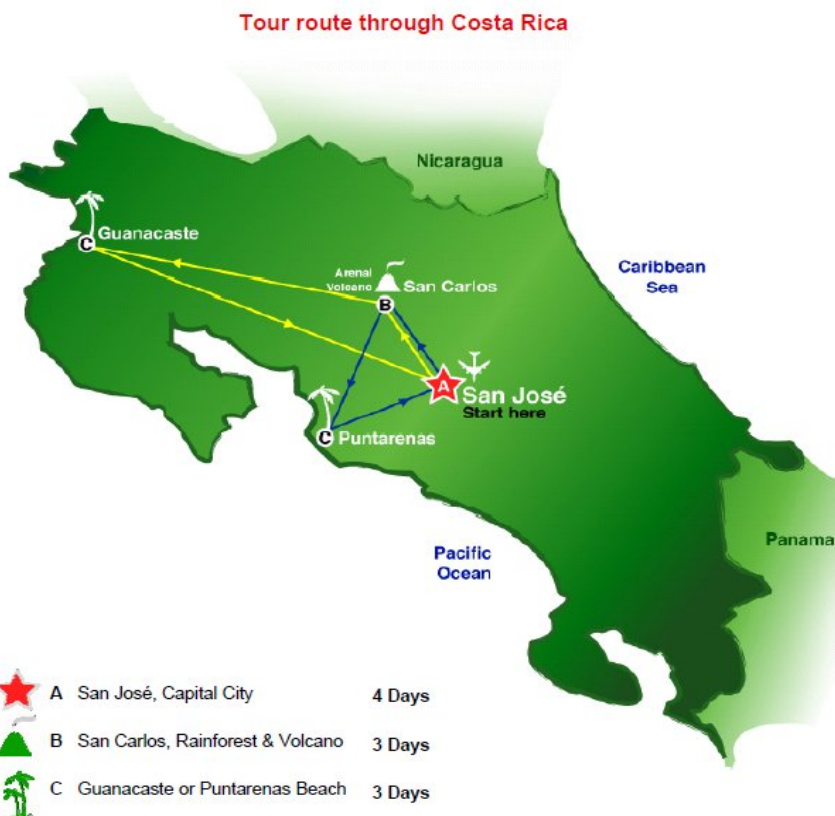 Tour route through Costa Rica
Nicaragua
Guanacaste
C
Caribbean
Sea
Arenal
Volcano
San Carlos
B
A
San José
Start here
C Puntarenas
Panama
Pacific
Ocean
A San José, Capital City 4 Days
B San Carlos, Rainforest & Volcano 3 Days
C Guanacaste or Puntarenas Beach 3 Days